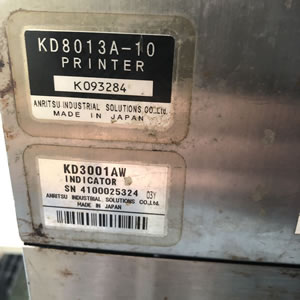 KD8013A-10
PRINTER
K093284
ANRITSU INDUSTRIAL SOLUTIONS CO.,Ltd.
MADE IN JAPAN
KD3001AW
INDICATOR
SN 4100025324 03Y
ANRITSU INDUSTRIAL SOLUTIONS CO.,Ltd.
MADE IN JAPAN